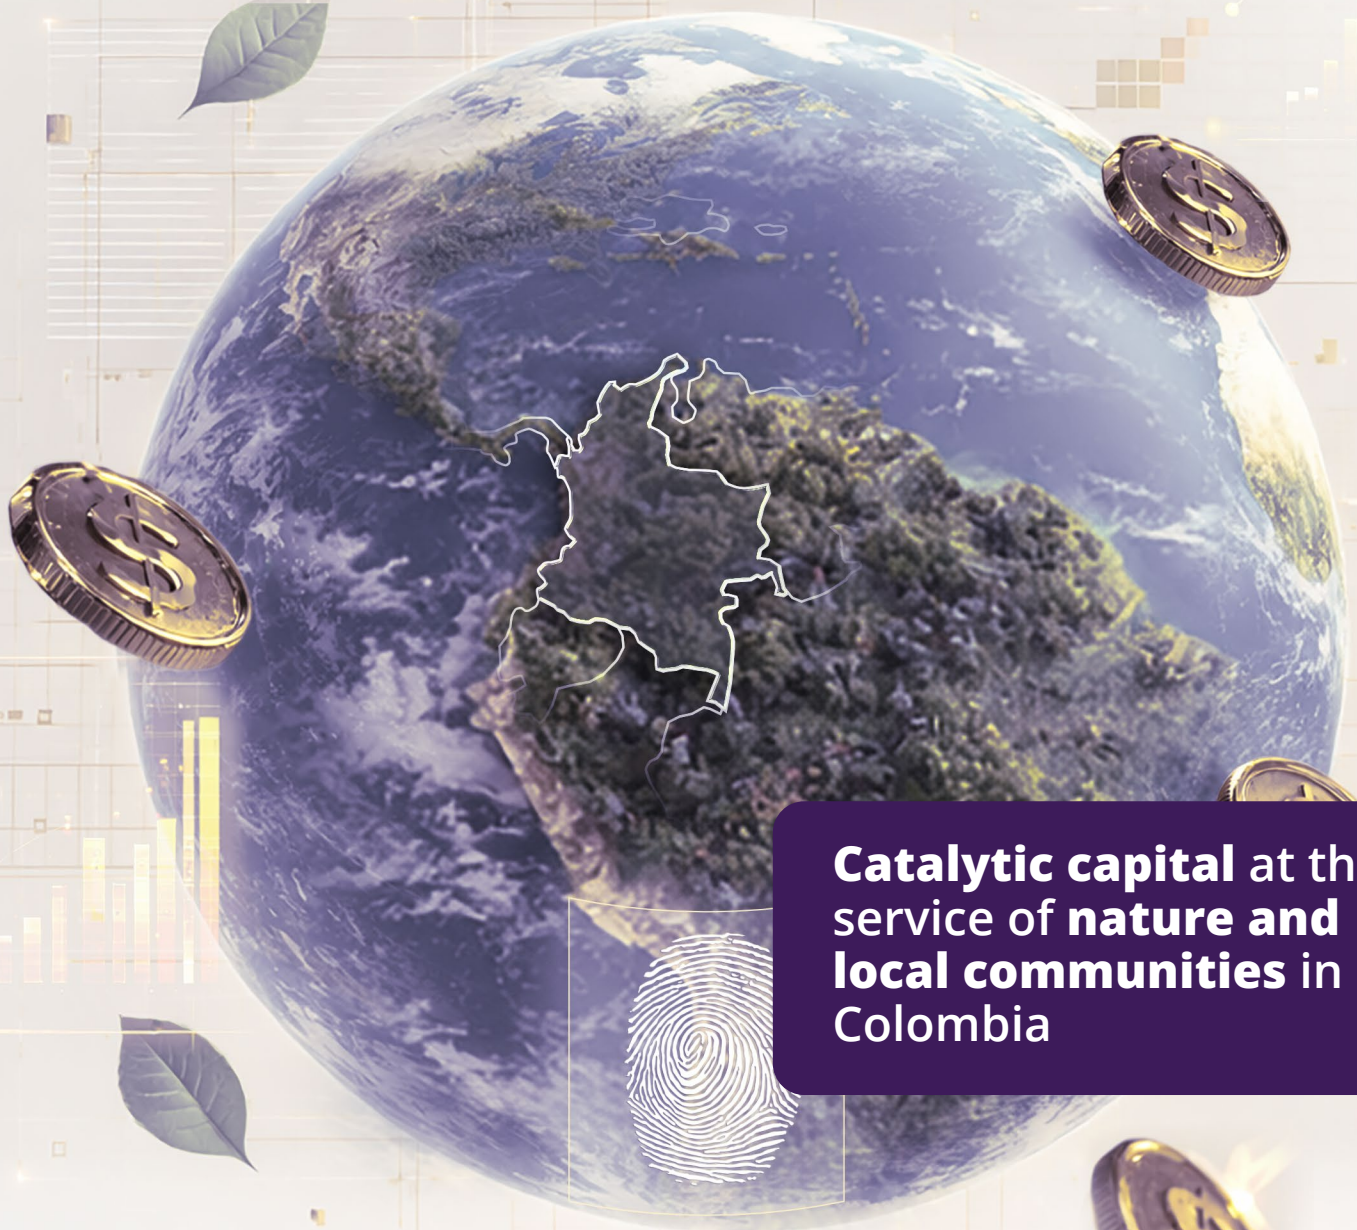 Catalytic capital at th
service of nature and
local communities in
Colombia